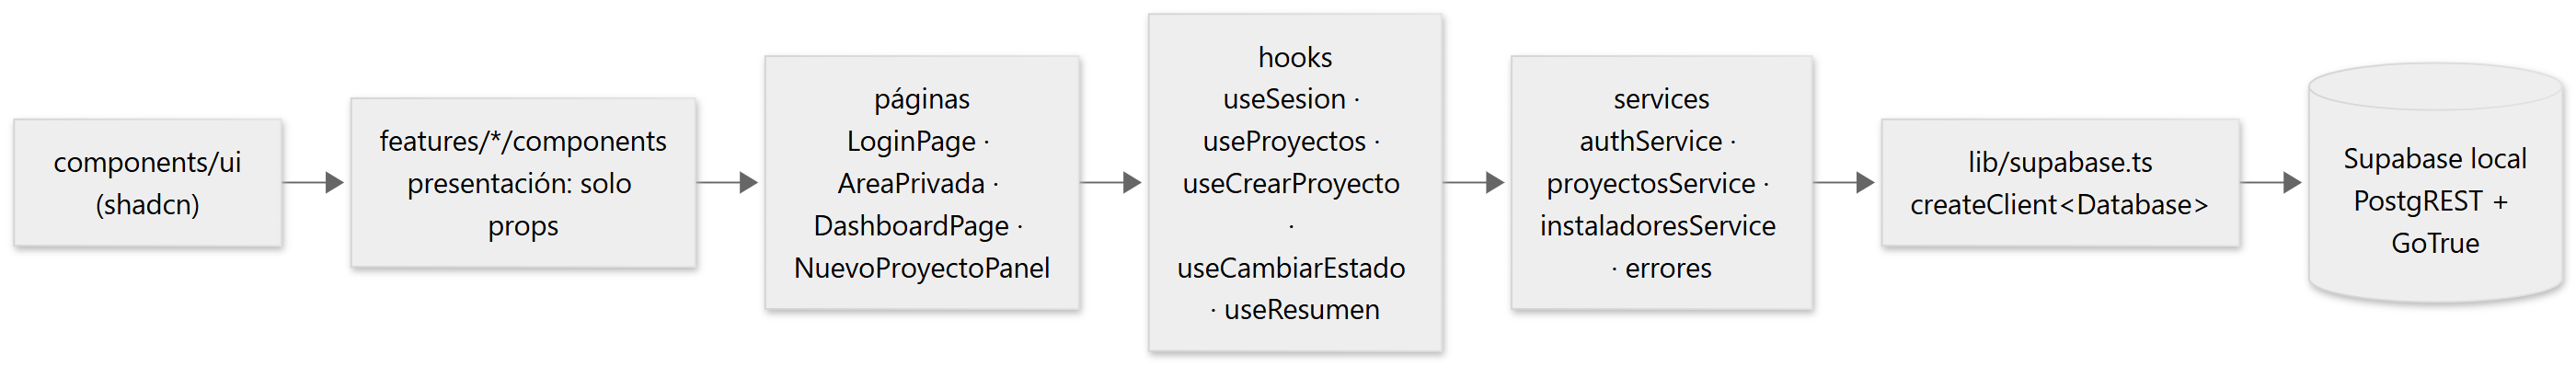 components/ui
(shadcn)
features/*/components
presentación: solo
props
páginas
LoginPage ·
AreaPrivada ·
DashboardPage ·
NuevoProyectoPanel
hooks
useSesion ·
useProyectos ·
useCrearProyecto
·
useCambiarEstado
· useResumen
services
authService ·
proyectosService ·
instaladoresService
· errores
lib/supabase.ts
createClient<Database>
Supabase local
PostgREST +
GoTrue